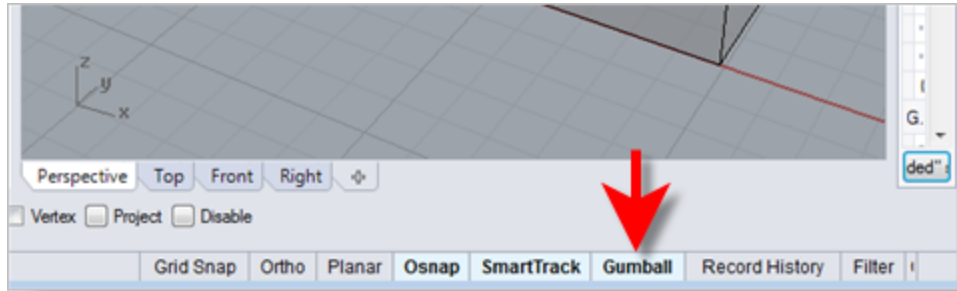 z
y
x
G.
Perspective Top Front Right
ded"
Vertex Project Disable
Grid Snap Ortho Planar Osnap SmartTrack Gumball Record History Filter